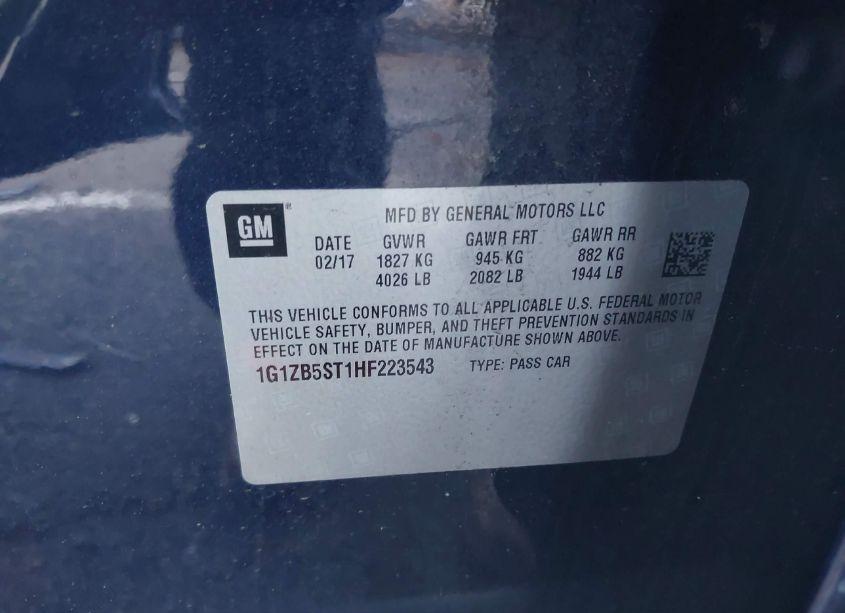 GM
MFD BY GENERAL MOTORS LLC
DATE GVWR GAWR FRT GAWR RR
02/17 1827 KG 945 KG 882 KG
4026 LB 2082 LB 1944 LB
THIS VEHICLE CONFORMS TO ALL APPLICABLE U.S. FEDERAL MOTOR
VEHICLE SAFETY, BUMPER, AND THEFT PREVENTION STANDARDS IN
EFFECT ON THE DATE OF MANUFACTURE SHOWN ABOVE.
1G1ZB5ST1HF223543 TYPE: PASS CAR